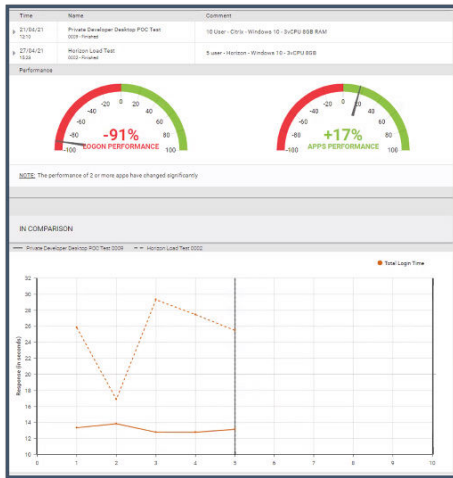 Time Name Comment
21/04/21 Private Developer Desktop POC Test 10 User - Citrix - Windows 10 - 3xCPU 8GB RAM
12:10 0009 - Finished
27/04/21 Horizon Load Test 5 user - Horizon - Windows 10 - 3xCPU 8GB
15:26 0002 - Finished
Performance
-100 -80 -60 -40 -20 0 20 40 60 80 100
-91%
LOGON PERFORMANCE
-100 -80 -60 -40 -20 0 20 40 60 80 100
+17%
APPS PERFORMANCE
NOTE: The performance of 2 or more apps have changed significantly
IN COMPARISON
Private Developer Desktop POC Test 0009 Horizon Load Test 0002
Total Login Time
Response (in seconds)
32
30
28
26
24
22
20
18
16
14
12
10
0 1 2 3 4 5 6 7 8 9 10